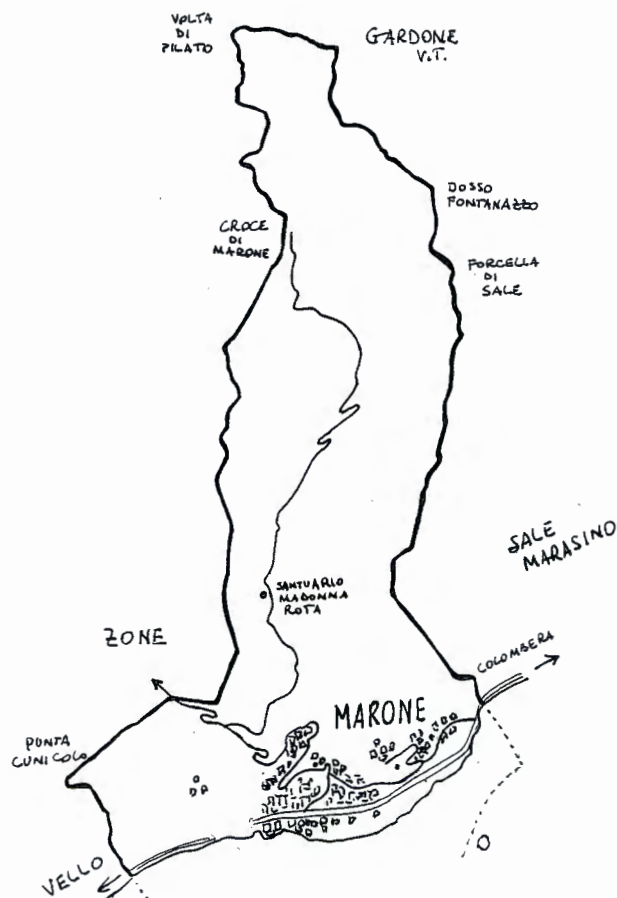 VOLTA
DI
PILATO
GARDONE
V.T.
DOSSO
FONTANAZZO
CROCE
DI
MARONE
FORCELLA
DI
SALE
SALE
MARASINO
SANTUARIO
MADONNA
ROTA
ZONE
COLOMBERA
MARONE
PUNTA
CUNICOLO
VELLO